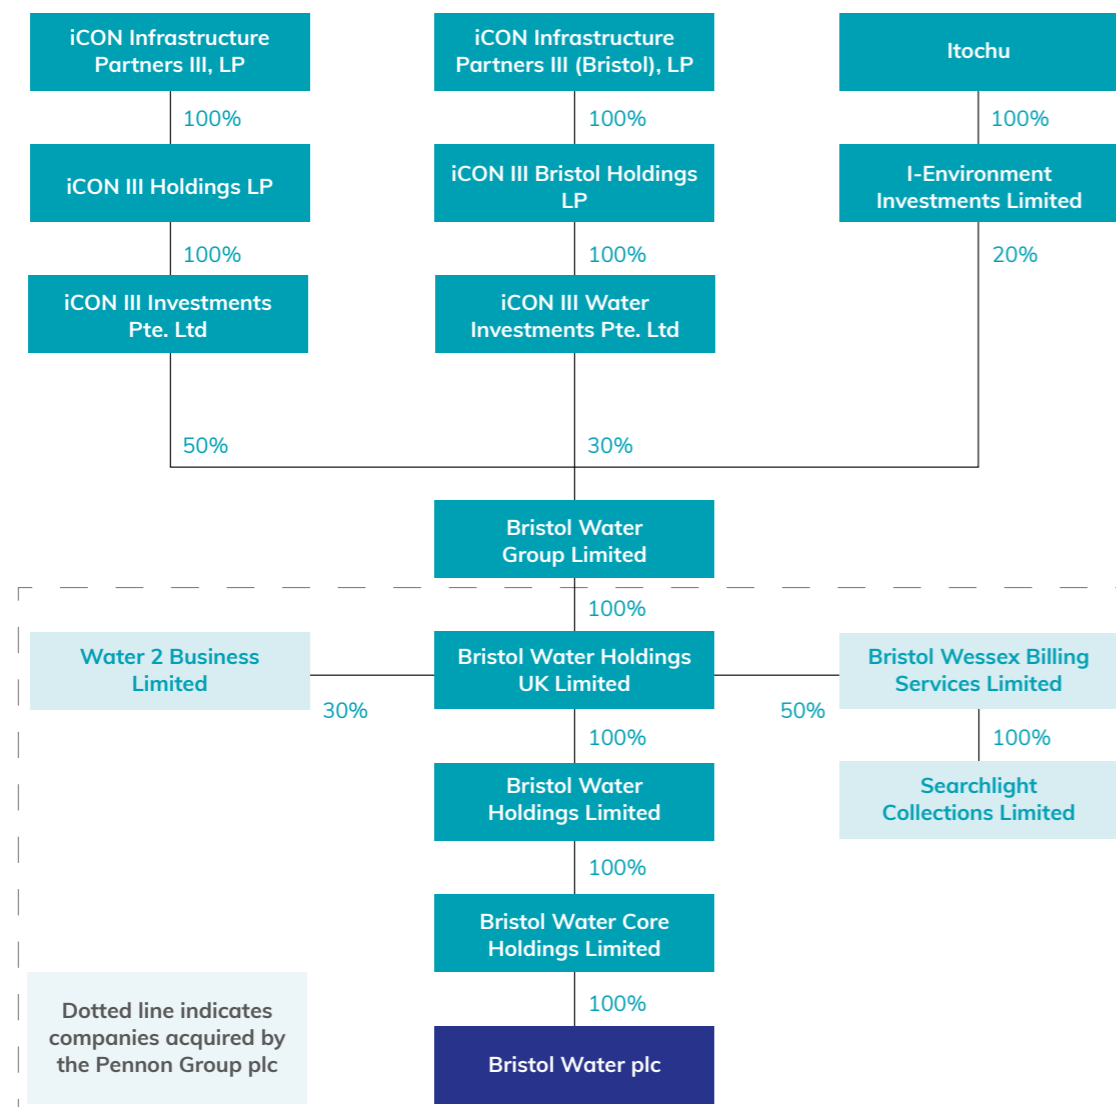 iCON Infrastructure
Partners III, LP
iCON Infrastructure
Partners III (Bristol), LP
Itochu
100%
100%
100%
iCON III Holdings LP
iCON III Bristol Holdings
LP
I-Environment
Investments Limited
100%
100%
20%
iCON III Investments
Pte. Ltd
iCON III Water
Investments Pte. Ltd
50%
30%
Bristol Water
Group Limited
100%
Water 2 Business
Limited
Bristol Water Holdings
UK Limited
Bristol Wessex Billing
Services Limited
30%
50%
100%
100%
Bristol Water
Holdings Limited
Searchlight
Collections Limited
100%
Bristol Water Core
Holdings Limited
100%
Dotted line indicates
companies acquired by
the Pennon Group plc
Bristol Water plc